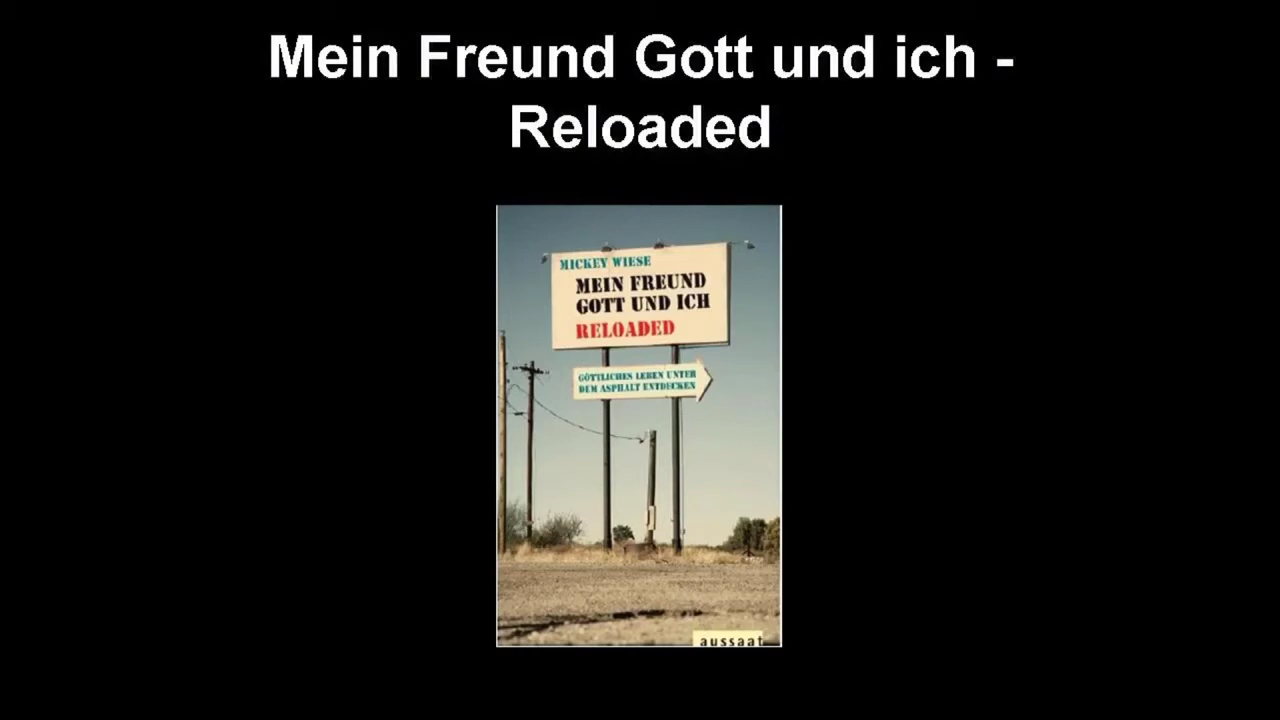 Mein Freund Gott und ich -
Reloaded
MICKEY WIESE
MEIN FREUND
GOTT UND ICH
RELOADED
GÖTTLICHES LEBEN UNTER
DEM ASPHALT ENTDECKEN
aussaat